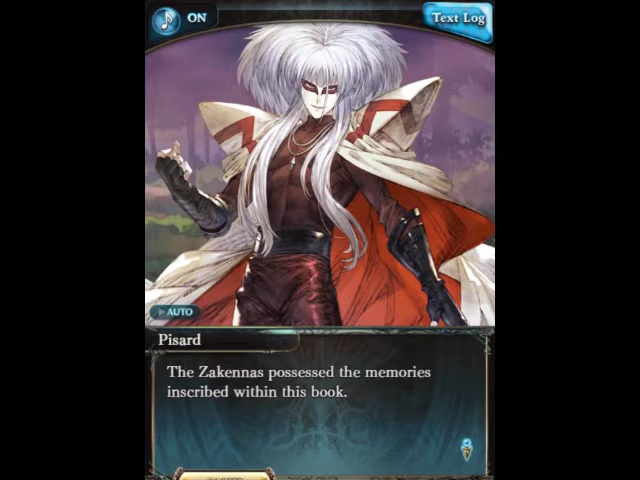 ON
Text Log
AUTO
Pisard
The Zakennas possessed the memories
inscribed within this book.